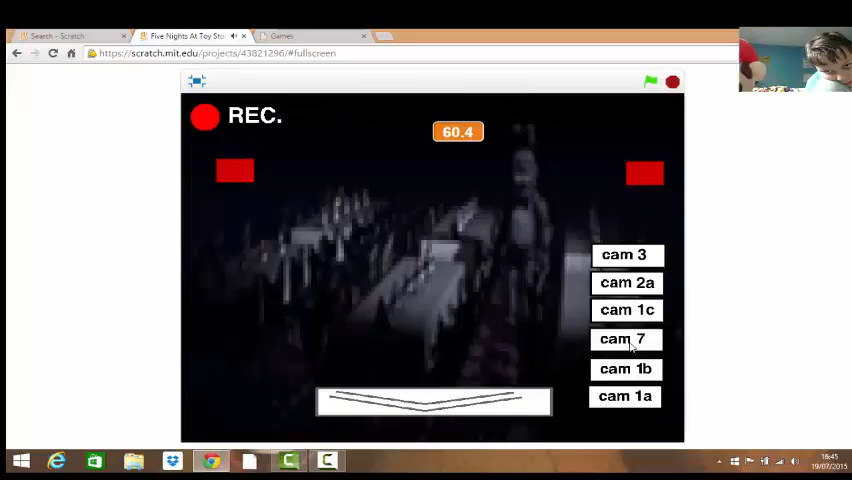 Search - Scratch
Five Nights At Toy Sto
Games
https://scratch.mit.edu/projects/43821296/#fullscreen
REC.
60.4
cam 3
cam 2a
cam 1c
cam 7
cam 1b
cam 1a
16:45
19/07/2015